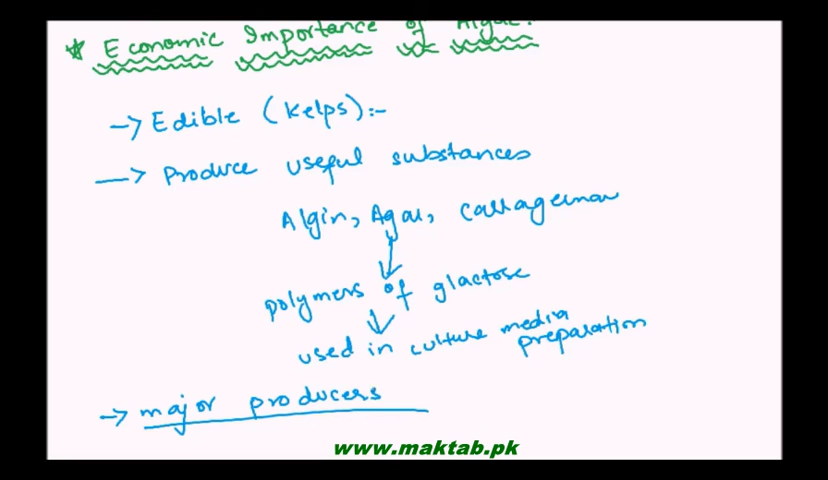 * Economic Importance of Algae:
→ Edible (Kelps):-
→ Produce useful substances
Algin, Agar, carrageenan
polymers of glactose
used in culture media preparation
→ major producers
www.maktab.pk